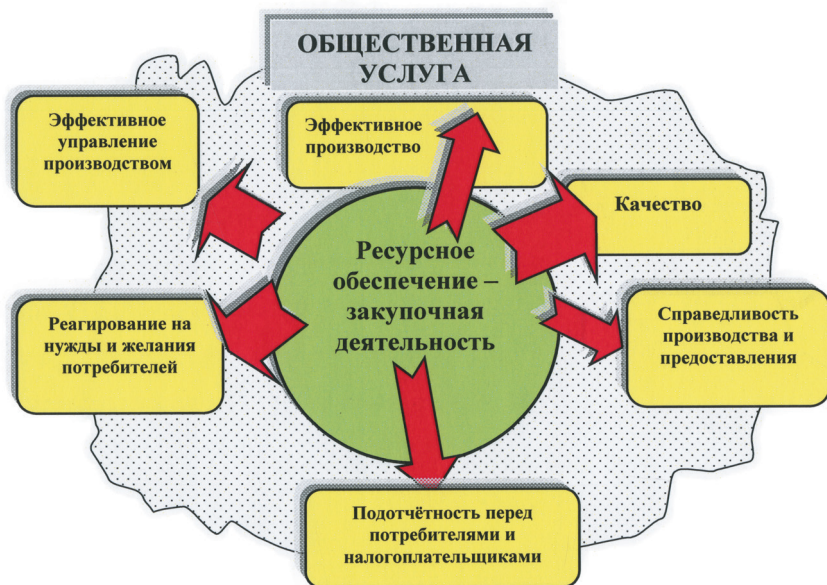 ОБЩЕСТВЕННАЯ
УСЛУГА
Эффективное
управление
производством
Эффективное
производство
Качество
Ресурсное
обеспечение –
закупочная
деятельность
Реагирование на
нужды и желания
потребителей
Справедливость
производства и
предоставления
Подотчётность перед
потребителями и
налогоплательщиками